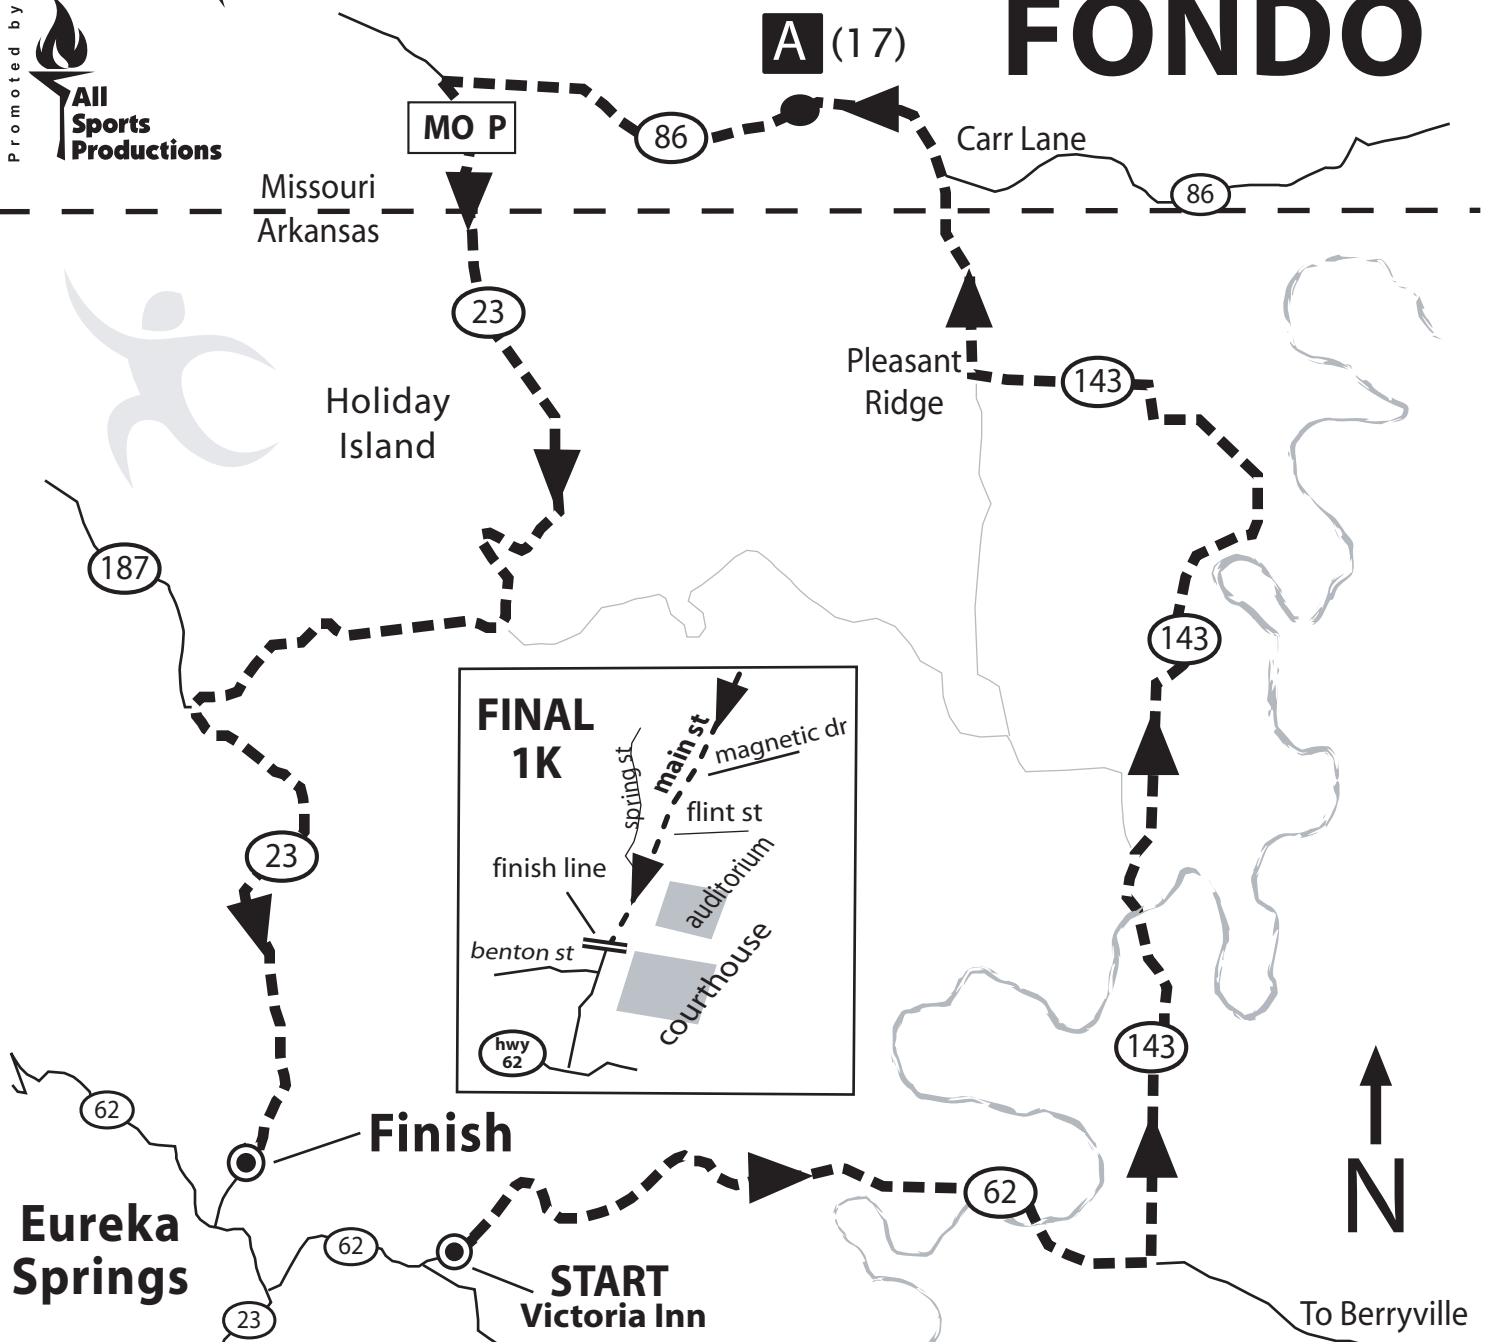 FONDO
Promoted by
All
Sports
Productions
A (17)
MO P
86
Carr Lane
86
Missouri
Arkansas
23
Holiday
Island
Pleasant
Ridge
143
187
143
FINAL
1K
main st
magnetic dr
spring st
flint st
finish line
auditorium
benton st
courthouse
hwy
62
23
143
62
Finish
62
N
Eureka
Springs
62
START
Victoria Inn
23
To Berryville